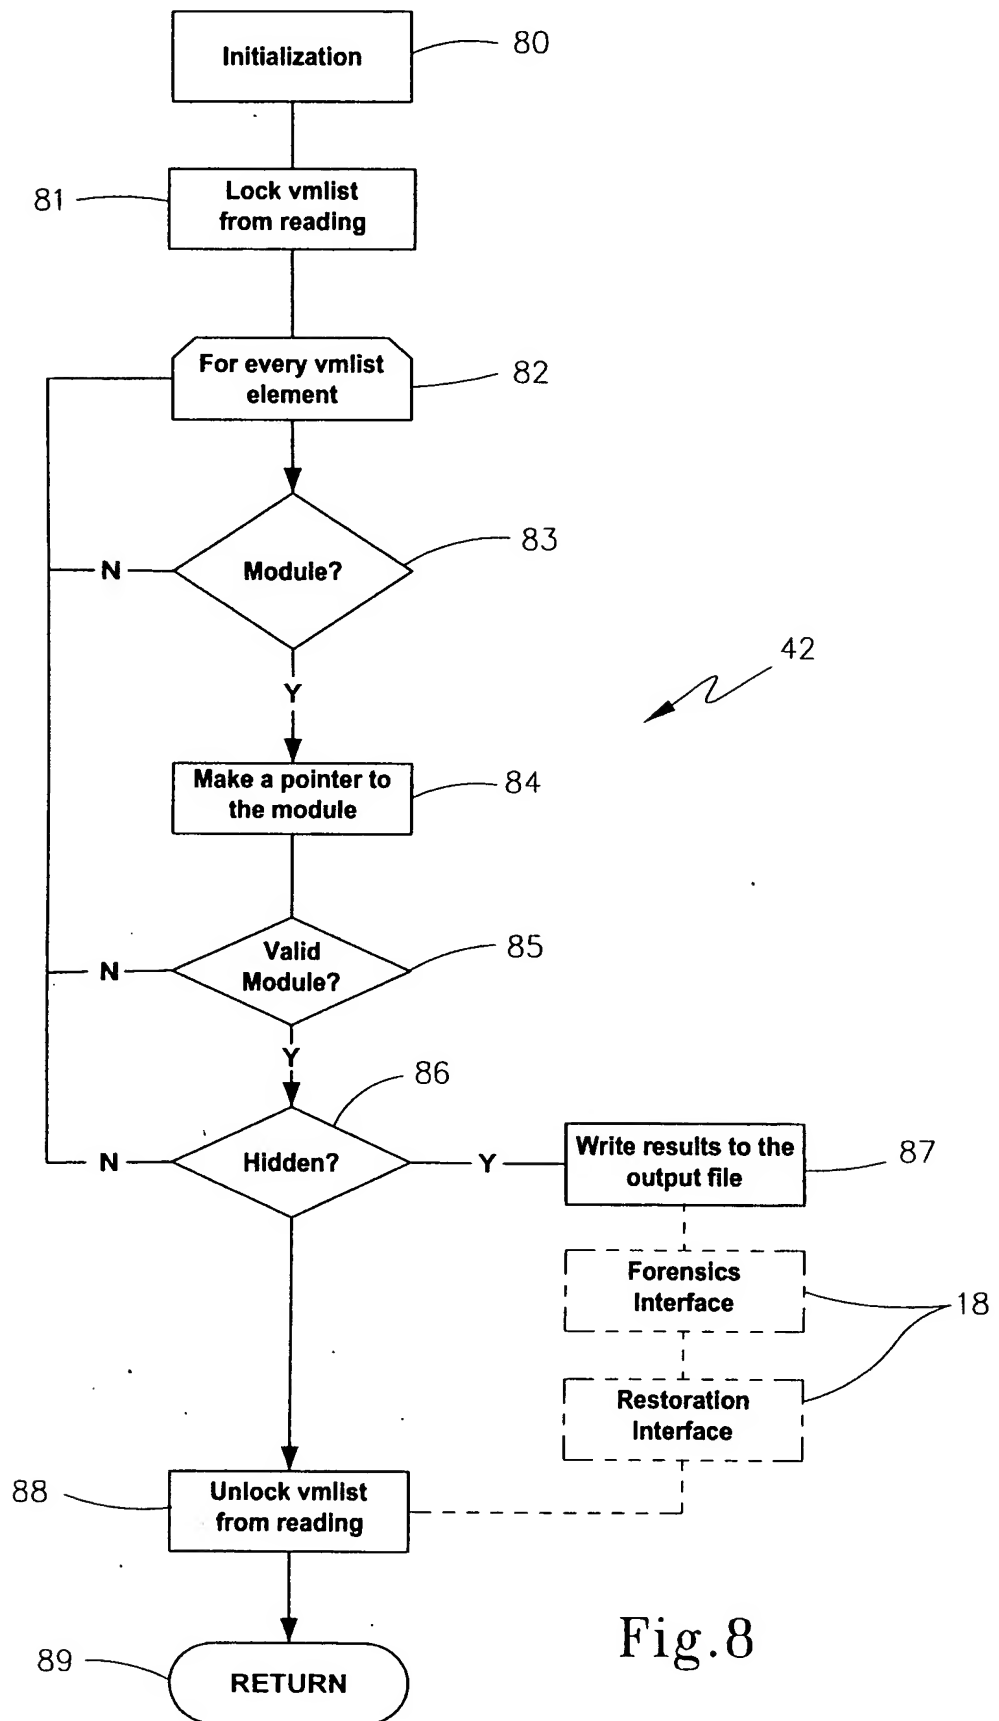 Initialization
80
81
Lock vmlist
from reading
For every vmlist
element
82
83
N
Module?
42
Y
Make a pointer to
the module
84
Valid
Module?
85
N
Y
86
N
Hidden?
Y
Write results to the
output file
87
Forensics
Interface
18
Restoration
Interface
88
Unlock vmlist
from reading
Fig.8
89
RETURN